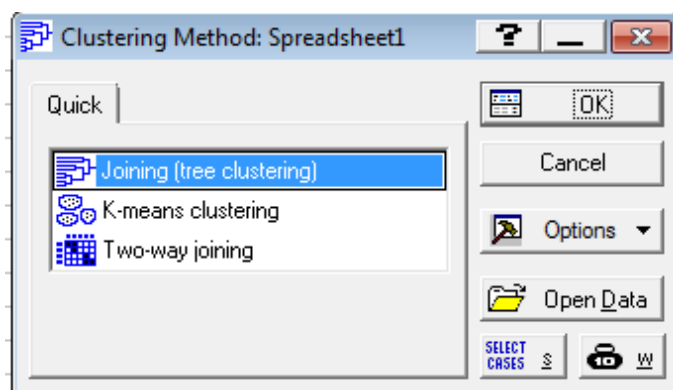 Clustering Method: Spreadsheet1
?
Quick
Joining (tree clustering)
K-means clustering
Two-way joining
OK
Cancel
Options
Open Data
SELECT
CASES S
W